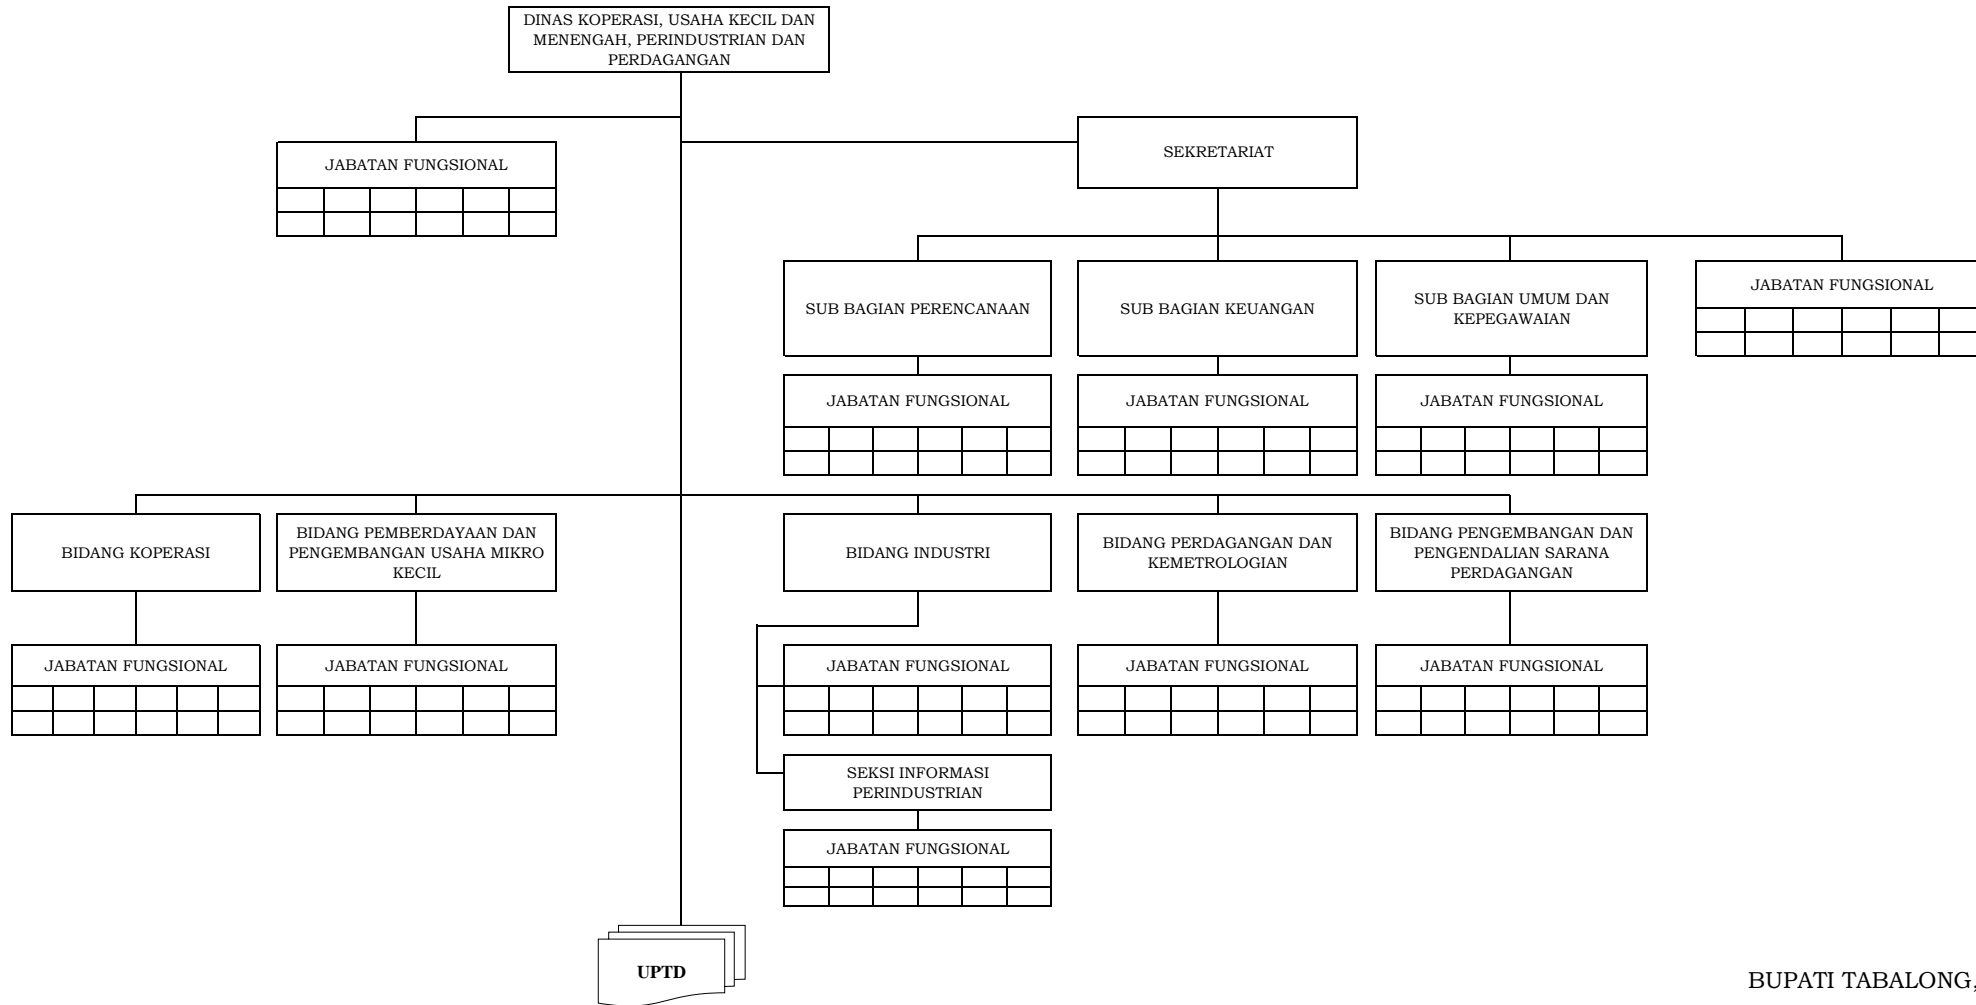 DINAS KOPERASI, USAHA KECIL DAN
MENENGAH, PERINDUSTRIAN DAN
PERDAGANGAN
JABATAN FUNGSIONAL
SEKRETARIAT
SUB BAGIAN PERENCANAAN
SUB BAGIAN KEUANGAN
SUB BAGIAN UMUM DAN
KEPEGAWAIAN
JABATAN FUNGSIONAL
JABATAN FUNGSIONAL
JABATAN FUNGSIONAL
JABATAN FUNGSIONAL
BIDANG KOPERASI
BIDANG PEMBERDAYAAN DAN
PENGEMBANGAN USAHA MIKRO
KECIL
BIDANG INDUSTRI
BIDANG PERDAGANGAN DAN
KEMETROLOGIAN
BIDANG PENGEMBANGAN DAN
PENGENDALIAN SARANA
PERDAGANGAN
JABATAN FUNGSIONAL
JABATAN FUNGSIONAL
JABATAN FUNGSIONAL
JABATAN FUNGSIONAL
JABATAN FUNGSIONAL
SEKSI INFORMASI
PERINDUSTRIAN
JABATAN FUNGSIONAL
UPTD
BUPATI TABALONG,